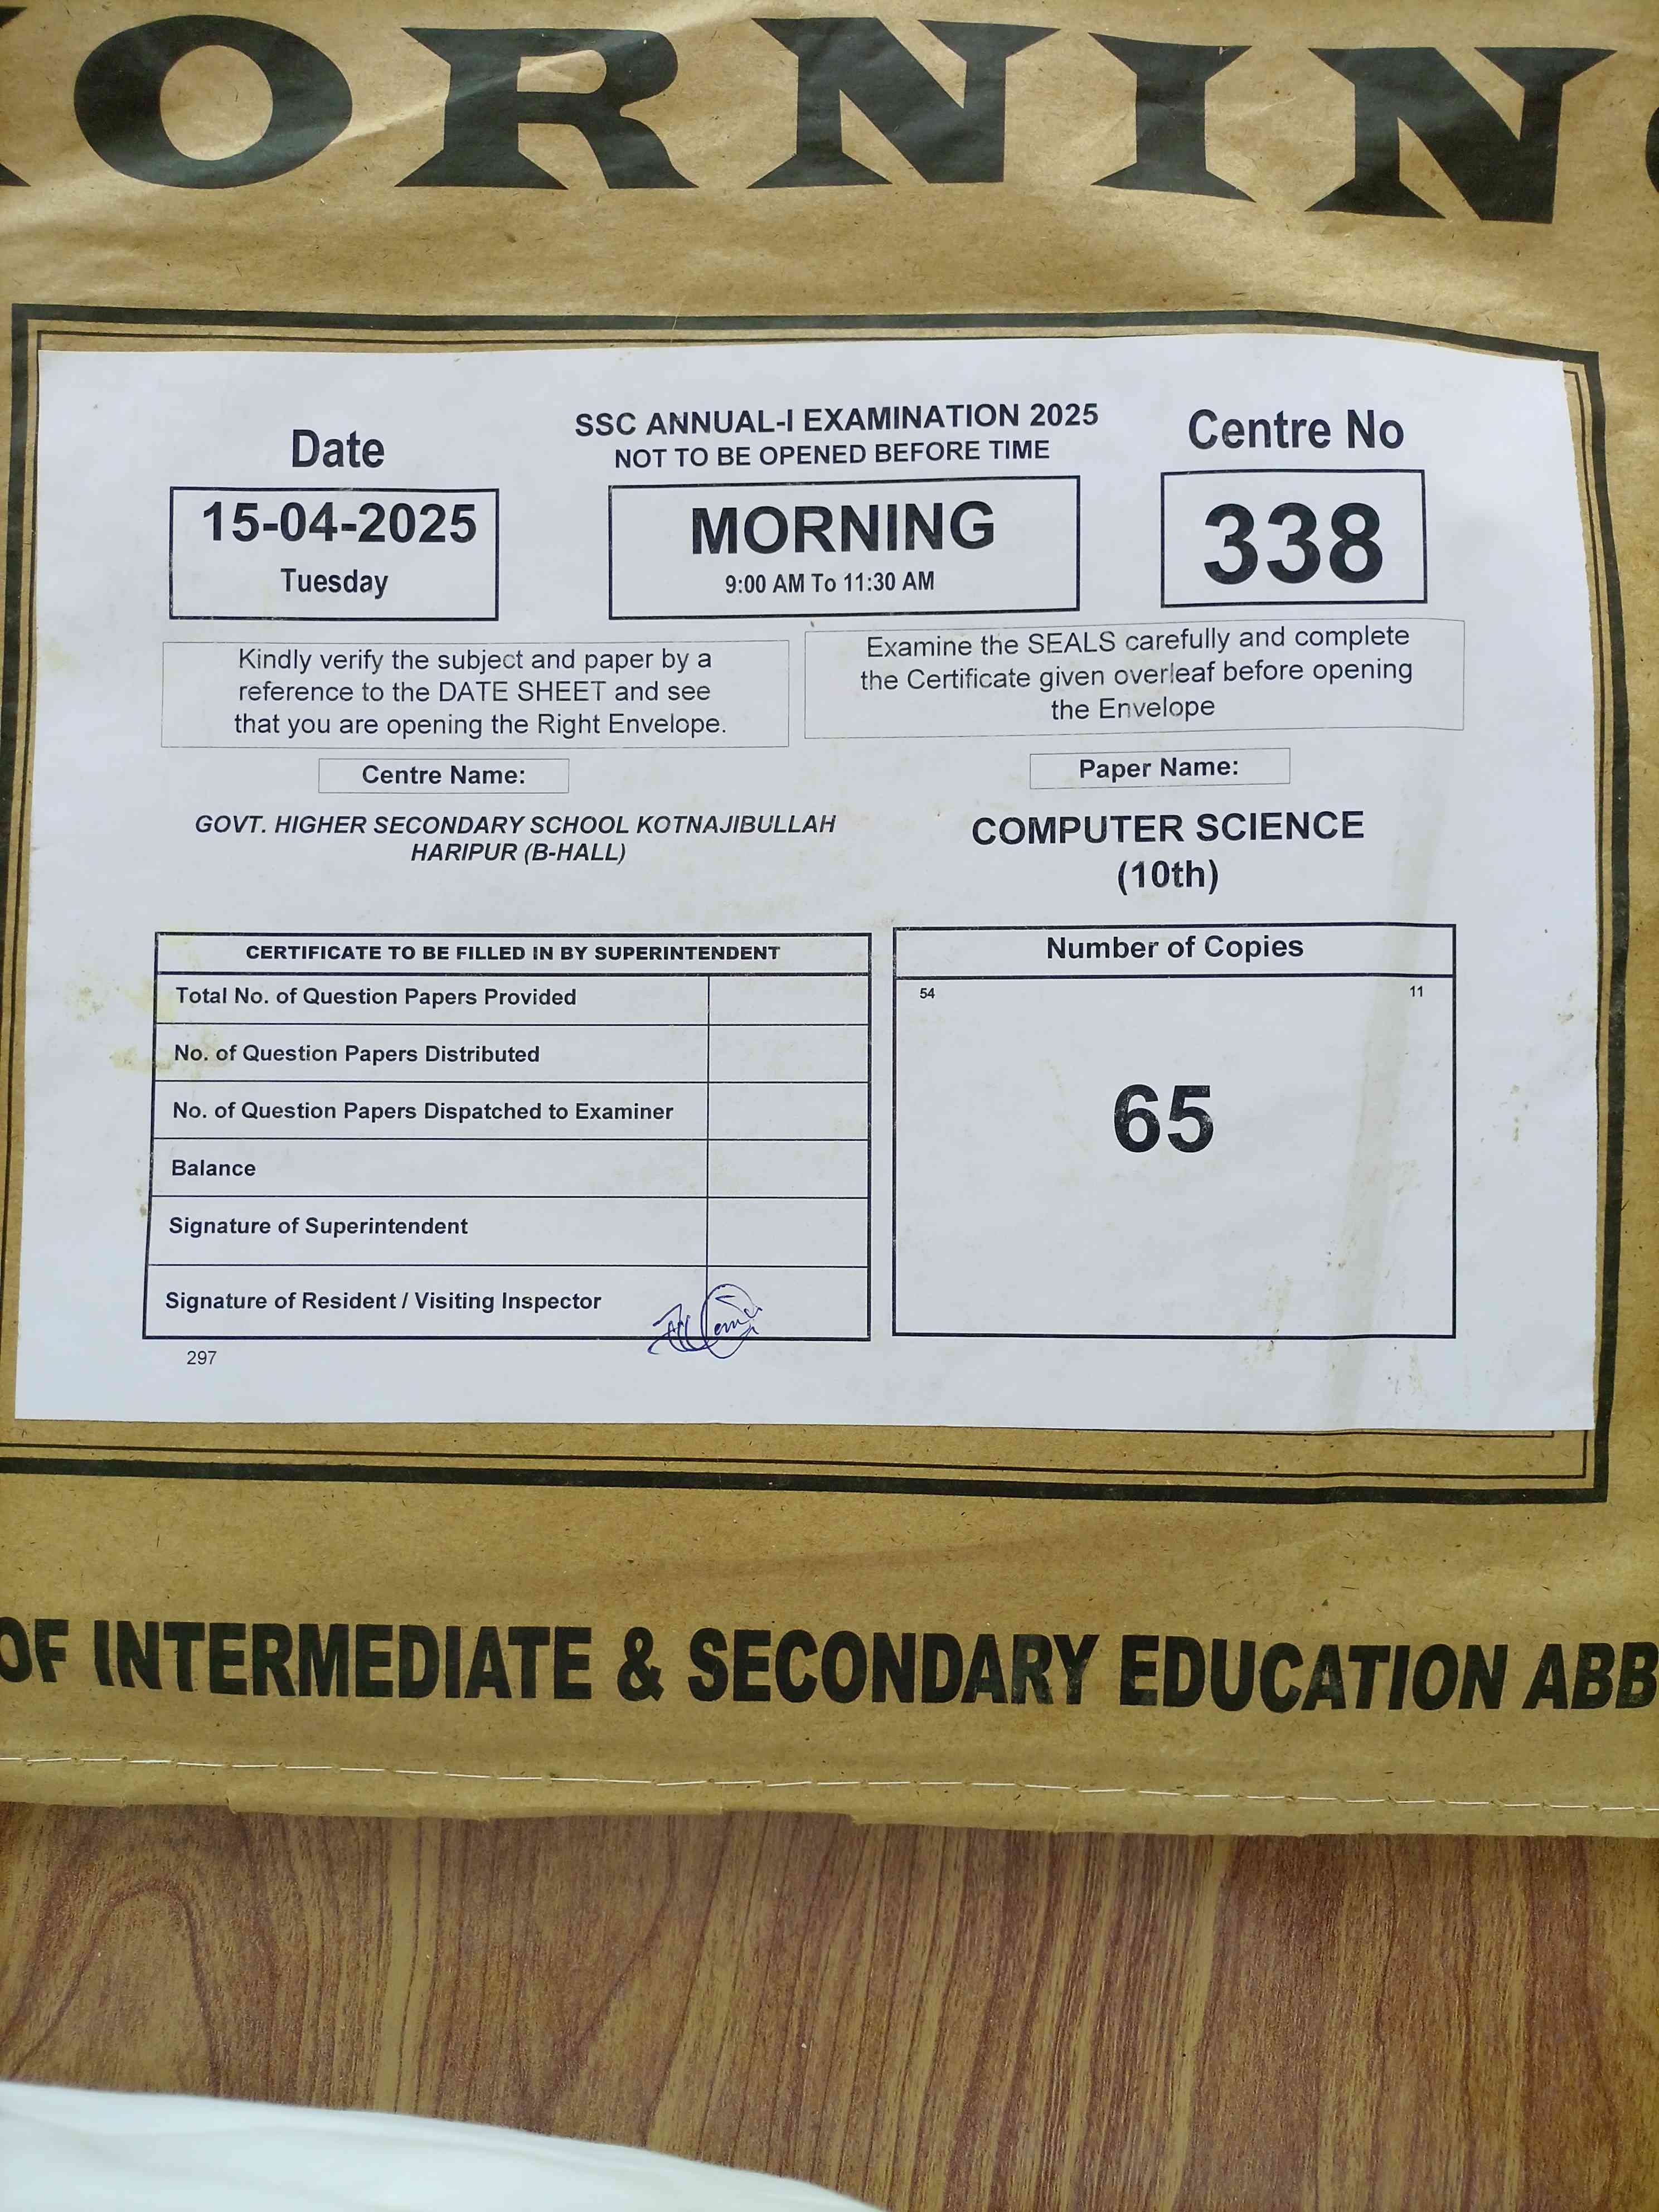 ORNIN
SSC ANNUAL-I EXAMINATION 2025
NOT TO BE OPENED BEFORE TIME
Date
15-04-2025
Tuesday
MORNING
9:00 AM To 11:30 AM
Centre No
338
Kindly verify the subject and paper by a
reference to the DATE SHEET and see
that you are opening the Right Envelope.
Examine the SEALS carefully and complete
the Certificate given overleaf before opening
the Envelope
Centre Name:
GOVT. HIGHER SECONDARY SCHOOL KOTNAJIBULLAH
HARIPUR (B-HALL)
Paper Name:
COMPUTER SCIENCE
(10th)
CERTIFICATE TO BE FILLED IN BY SUPERINTENDENT
Total No. of Question Papers Provided
No. of Question Papers Distributed
No. of Question Papers Dispatched to Examiner
Balance
Signature of Superintendent
Signature of Resident / Visiting Inspector
297
Number of Copies
54 11
65
OF INTERMEDIATE & SECONDARY EDUCATION ABB